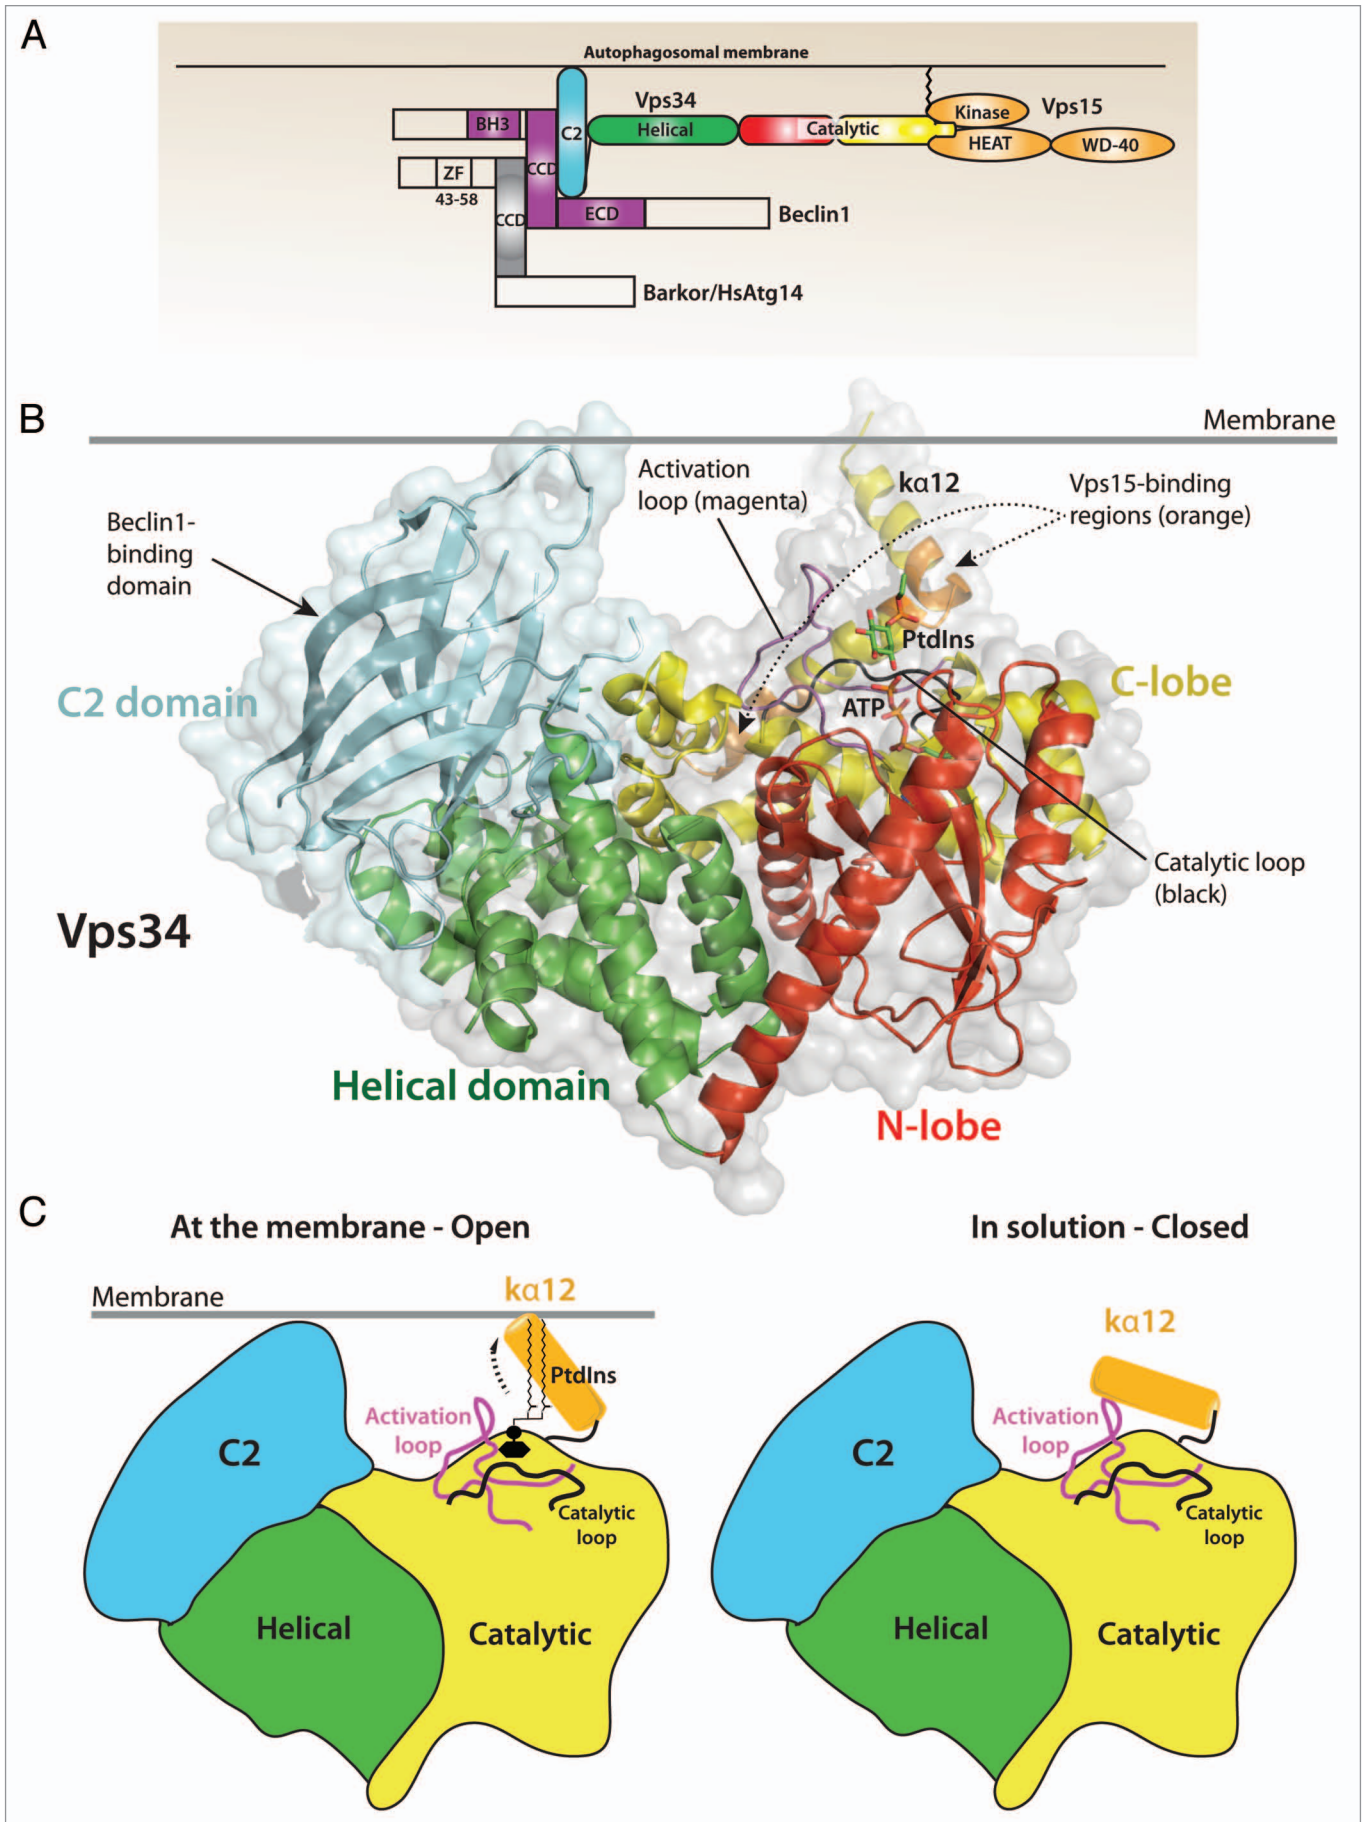 A
Autophagosomal membrane
Vps34
Kinase
Vps15
BH3
C2
Helical
Catalytic
HEAT
WD-40
ZF
CCD
43-58
CCD
ECD
Beclin1
Barkor/HsAtg14
B
Membrane
Activation
loop (magenta)
kα12
Vps15-binding
regions (orange)
Beclin1-
binding
domain
PtdIns
C2 domain
C-lobe
ATP
Catalytic loop
(black)
Vps34
Helical domain
N-lobe
C
At the membrane - Open
In solution - Closed
Membrane
kα12
kα12
PtdIns
Activation
loop
Activation
loop
C2
C2
Catalytic
loop
Catalytic
loop
Helical
Catalytic
Helical
Catalytic